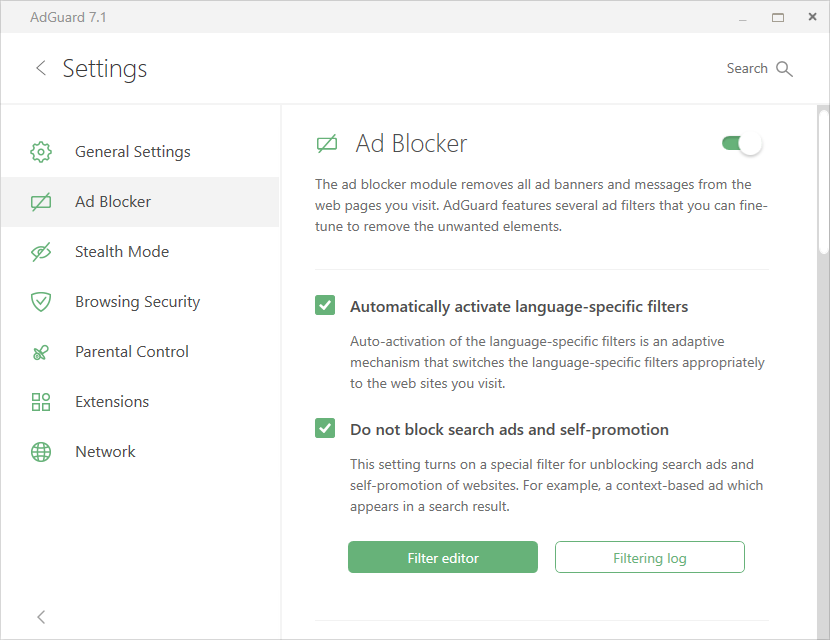 AdGuard 7.1
Settings
Search
General Settings
Ad Blocker
Stealth Mode
Browsing Security
Parental Control
Extensions
Network
Ad Blocker
The ad blocker module removes all ad banners and messages from the
web pages you visit. AdGuard features several ad filters that you can fine-
tune to remove the unwanted elements.
Automatically activate language-specific filters
Auto-activation of the language-specific filters is an adaptive
mechanism that switches the language-specific filters appropriately
to the web sites you visit.
Do not block search ads and self-promotion
This setting turns on a special filter for unblocking search ads and
self-promotion of websites. For example, a context-based ad which
appears in a search result.
Filter editor
Filtering log